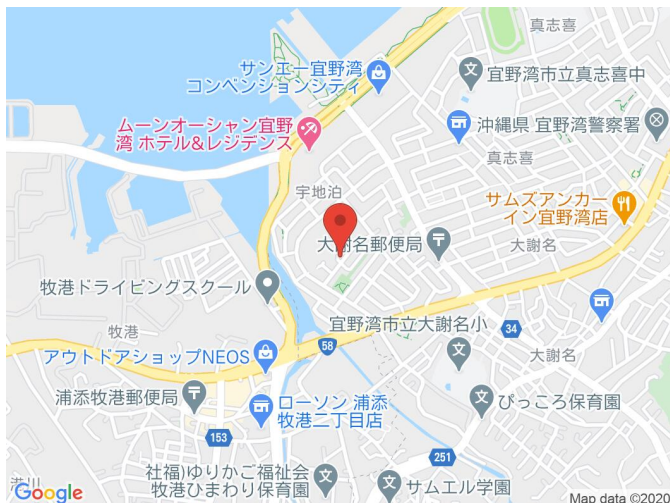 真志喜
サンエー宜野湾
コンベンションシティ
宜野湾市立真志喜中
ムーンオーシャン宜野
湾 ホテル&レジデンス
沖縄県 宜野湾警察署
真志喜
宇地泊
サムズアンカー
イン宜野湾店
大謝名郵便局
大謝名
牧港ドライビングスクール
牧港
宜野湾市立大謝名小
34
58
アウトドアショップNEOS
大謝名
浦添牧港郵便局
ローソン 浦添
牧港二丁目店
ぴっころ保育園
153
251
社福)ゆりかご福祉会
牧港ひまわり保育園
サムエル学園
港川
Google
Map data ©2020